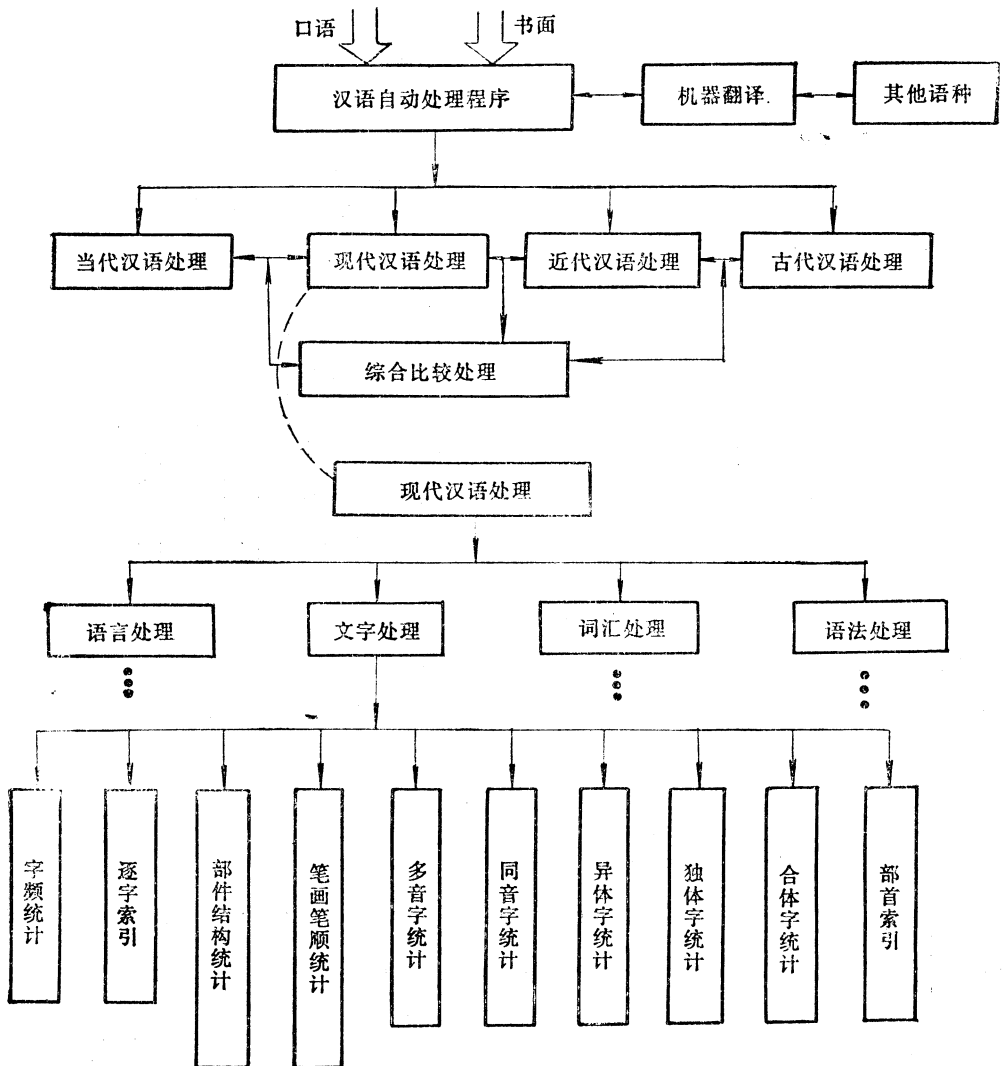 口语
书面
汉语自动处理程序
机器翻译
其他语种
当代汉语处理
现代汉语处理
近代汉语处理
古代汉语处理
综合比较处理
现代汉语处理
语言处理
文字处理
词汇处理
语法处理
字频统计
逐字索引
部件结构统计
笔画笔顺统计
多音字统计
同音字统计
异体字统计
独体字统计
合体字统计
部首索引